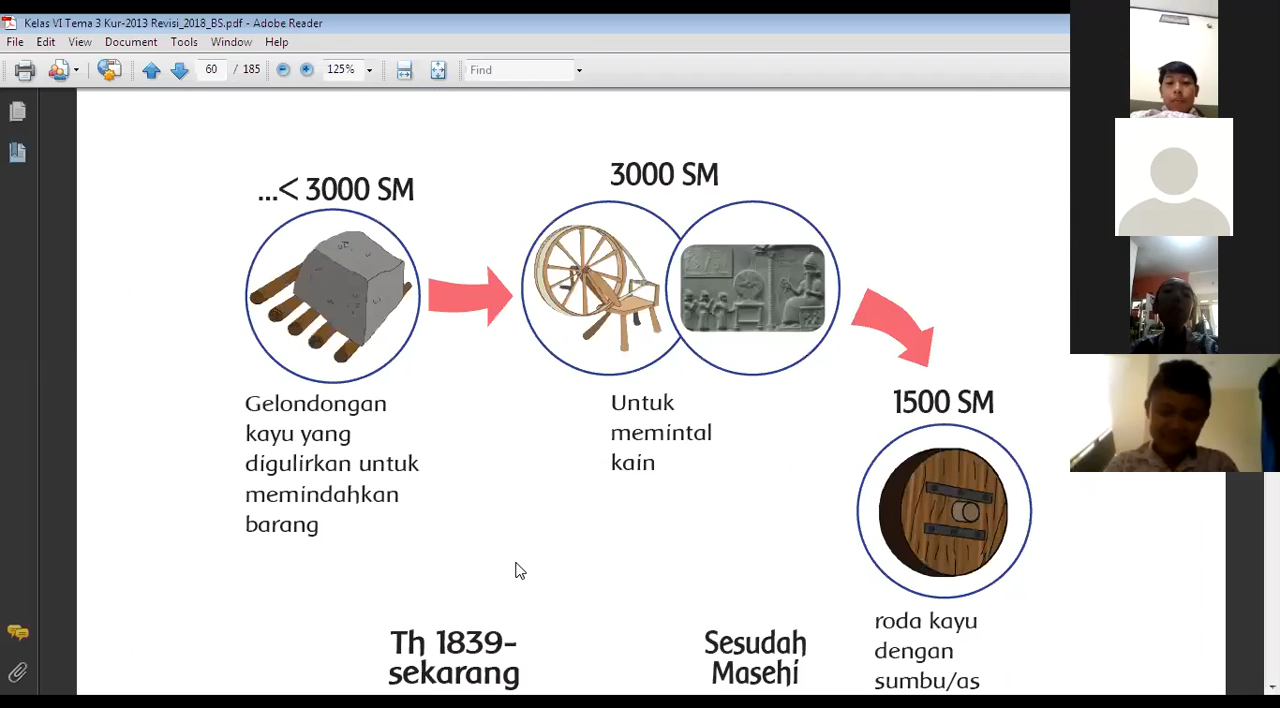 Kelas VI Tema 3 Kur-2013 Revisi_2018_BS.pdf - Adobe Reader
File Edit View Document Tools Window Help
60 / 185 125% Find
...< 3000 SM
3000 SM
Gelondongan
kayu yang
digulirkan untuk
memindahkan
barang
Untuk
memintal
kain
1500 SM
roda kayu
dengan
sumbu/as
Th 1839-
sekarang
Sesudah
Masehi